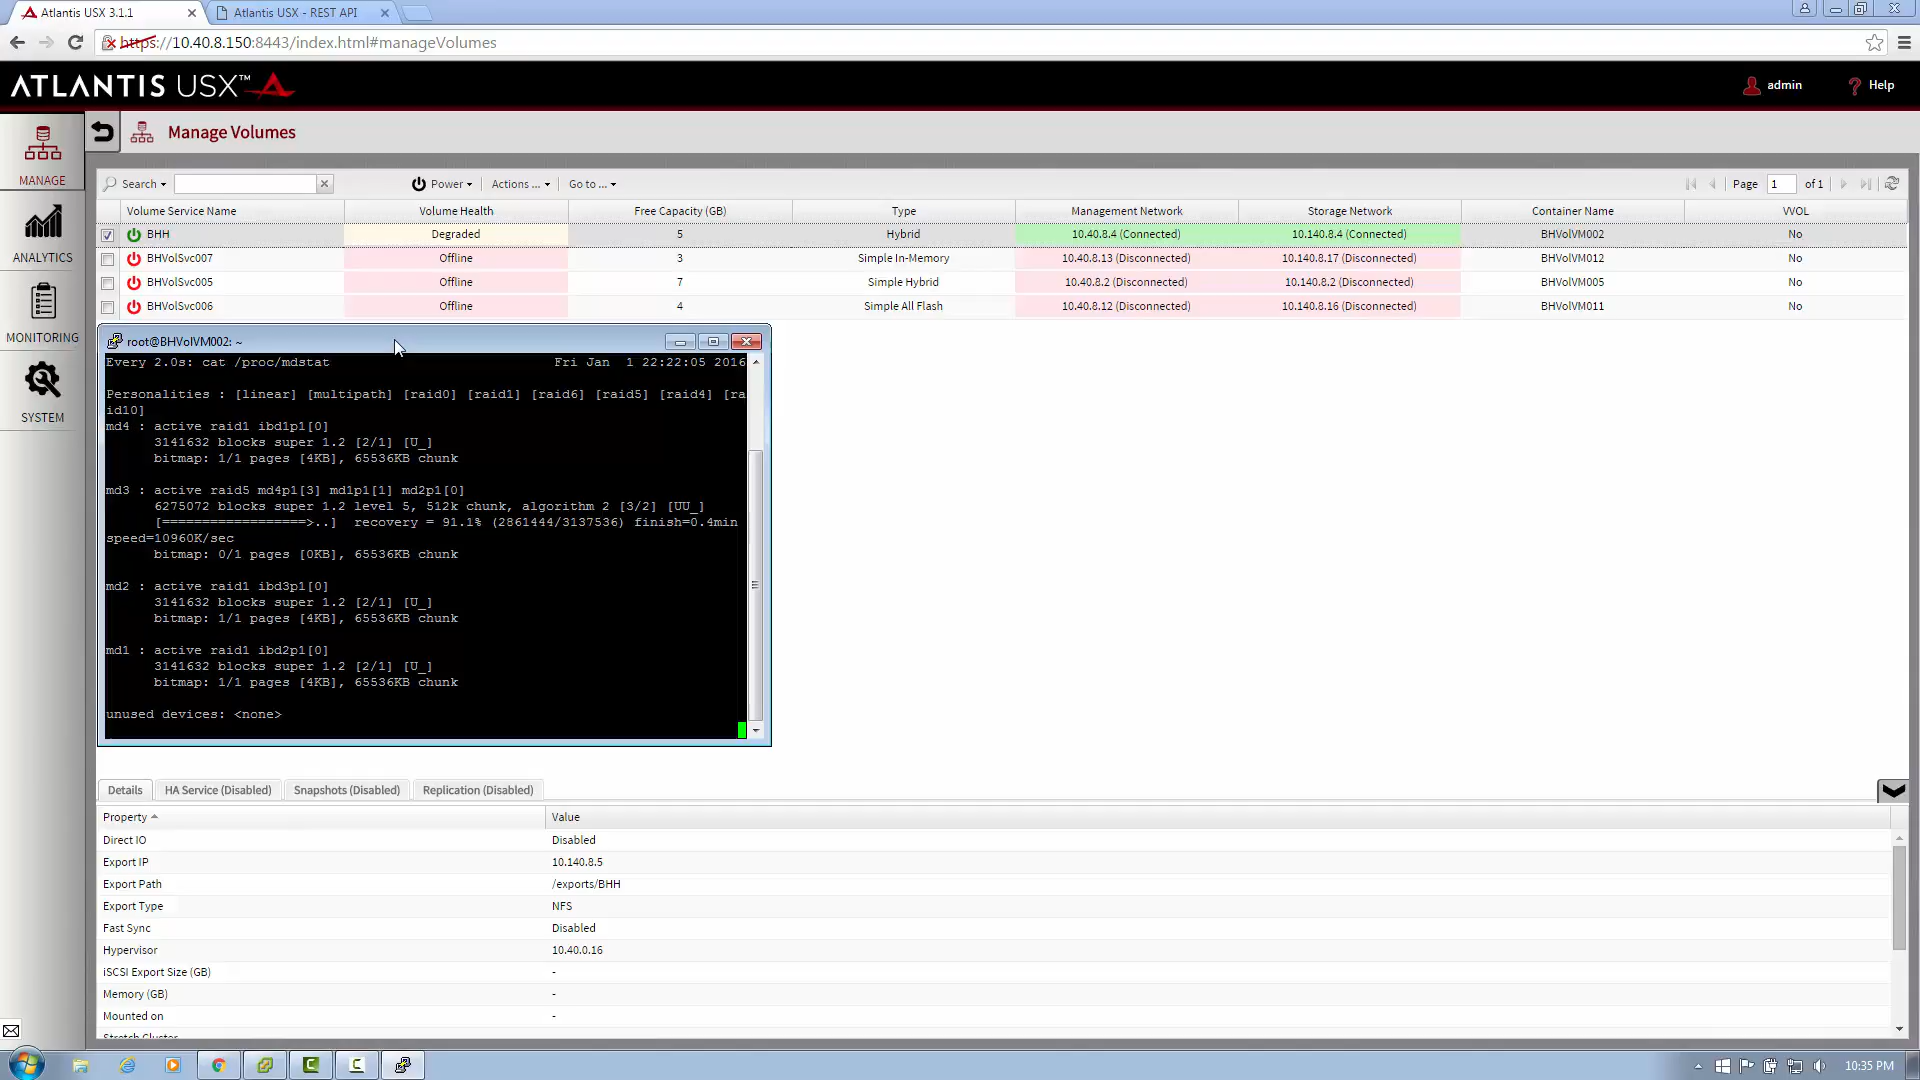 Atlantis USX 3.1.1
Atlantis USX - REST API
https://10.40.8.150:8443/index.html#manageVolumes
ATLANTIS USX™
admin
Help
Manage Volumes
MANAGE
ANALYTICS
MONITORING
SYSTEM
Search
Power
Actions ...
Go to ...
Page 1 of 1
Volume Service Name Volume Health Free Capacity (GB) Type Management Network Storage Network Container Name VVOL
BHH Degraded 5 Hybrid 10.40.8.4 (Connected) 10.140.8.4 (Connected) BHVolVM002 No
BHVolSvc007 Offline 3 Simple In-Memory 10.40.8.13 (Disconnected) 10.140.8.17 (Disconnected) BHVolVM012 No
BHVolSvc005 Offline 7 Simple Hybrid 10.40.8.2 (Disconnected) 10.140.8.2 (Disconnected) BHVolVM005 No
BHVolSvc006 Offline 4 Simple All Flash 10.40.8.12 (Disconnected) 10.140.8.16 (Disconnected) BHVolVM011 No
root@BHVolVM002: ~
Every 2.0s: cat /proc/mdstat Fri Jan 1 22:22:05 2016
Personalities : [linear] [multipath] [raid0] [raid1] [raid6] [raid5] [raid4] [ra
id10]
md4 : active raid1 ibd1p1[0]
3141632 blocks super 1.2 [2/1] [U_]
bitmap: 1/1 pages [4KB], 65536KB chunk
md3 : active raid5 md4p1[3] md1p1[1] md2p1[0]
6275072 blocks super 1.2 level 5, 512k chunk, algorithm 2 [3/2] [UU_]
[==================>..] recovery = 91.1% (2861444/3137536) finish=0.4min
speed=10960K/sec
bitmap: 0/1 pages [0KB], 65536KB chunk
md2 : active raid1 ibd3p1[0]
3141632 blocks super 1.2 [2/1] [U_]
bitmap: 1/1 pages [4KB], 65536KB chunk
md1 : active raid1 ibd2p1[0]
3141632 blocks super 1.2 [2/1] [U_]
bitmap: 1/1 pages [4KB], 65536KB chunk
unused devices: <none>
Details
HA Service (Disabled)
Snapshots (Disabled)
Replication (Disabled)
Property Value
Direct IO Disabled
Export IP 10.140.8.5
Export Path /exports/BHH
Export Type NFS
Fast Sync Disabled
Hypervisor 10.40.0.16
iSCSI Export Size (GB) -
Memory (GB) -
Mounted on -
Stretch Cluster
10:35 PM